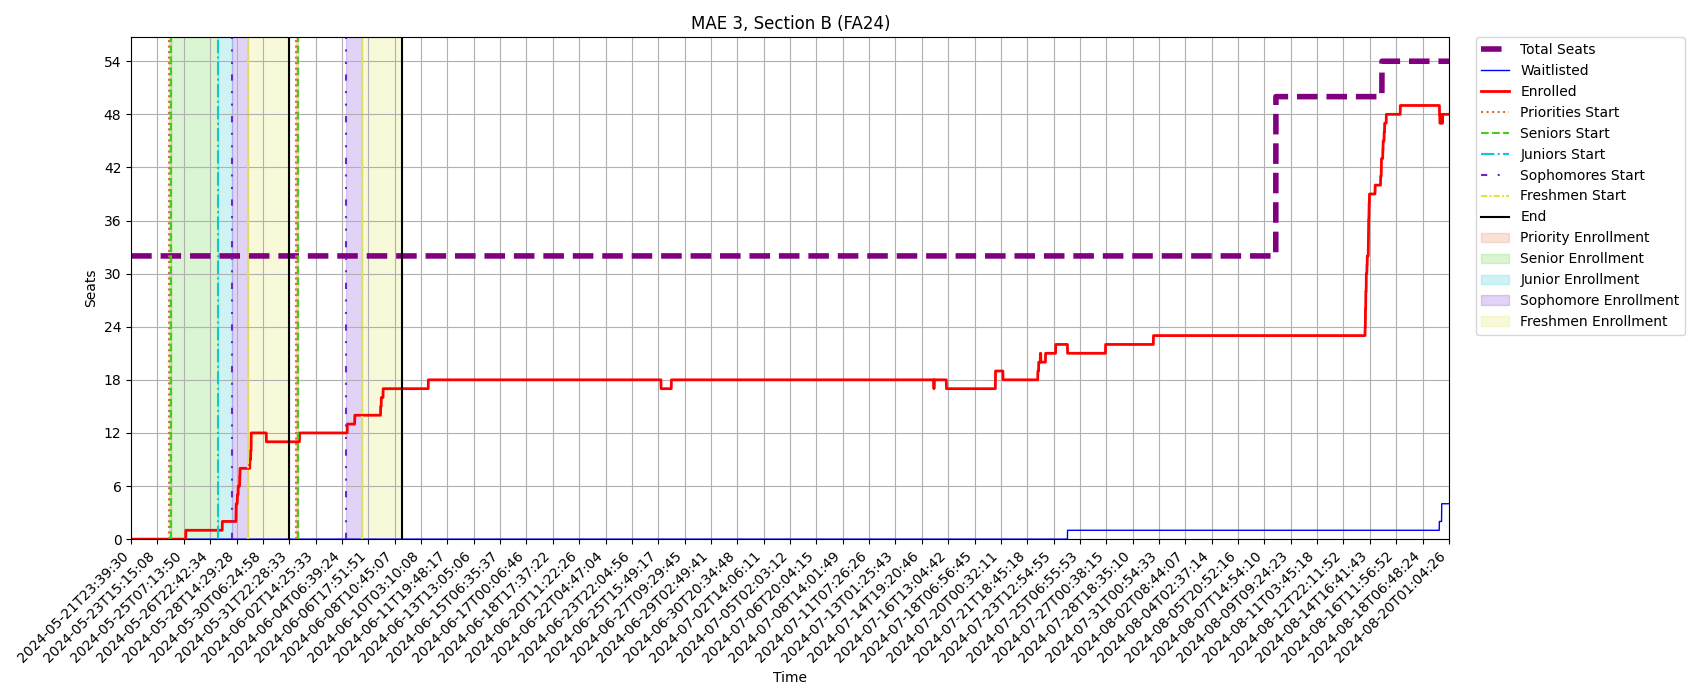 MAE 3, Section B (FA24)
Total Seats
Waitlisted
Enrolled
Priorities Start
Seniors Start
Juniors Start
Sophomores Start
Freshmen Start
End
Priority Enrollment
Senior Enrollment
Junior Enrollment
Sophomore Enrollment
Freshmen Enrollment
Seats
54
48
42
36
30
24
18
12
6
0
2024-05-21T23:39:30
2024-05-23T15:15:08
2024-05-25T07:13:50
2024-05-26T22:42:34
2024-05-28T14:29:28
2024-05-30T06:24:58
2024-05-31T22:28:33
2024-06-02T14:25:33
2024-06-04T06:39:24
2024-06-06T17:51:51
2024-06-08T10:45:07
2024-06-10T03:10:08
2024-06-11T19:48:17
2024-06-13T13:05:06
2024-06-15T06:35:37
2024-06-17T00:06:46
2024-06-18T17:37:22
2024-06-20T11:22:26
2024-06-22T04:47:04
2024-06-23T22:04:56
2024-06-25T15:49:17
2024-06-27T09:29:45
2024-06-29T02:49:41
2024-06-30T20:34:48
2024-07-02T14:06:11
2024-07-05T02:03:12
2024-07-06T20:04:15
2024-07-08T14:01:49
2024-07-11T07:26:26
2024-07-13T01:25:43
2024-07-14T19:20:46
2024-07-16T13:04:42
2024-07-18T06:56:45
2024-07-20T00:32:11
2024-07-21T18:45:18
2024-07-23T12:54:55
2024-07-25T06:55:53
2024-07-27T00:38:15
2024-07-28T18:35:10
2024-07-31T00:54:33
2024-08-02T08:44:07
2024-08-04T02:37:14
2024-08-05T20:52:16
2024-08-07T14:54:10
2024-08-09T09:24:23
2024-08-11T03:45:18
2024-08-12T22:11:52
2024-08-14T16:41:43
2024-08-16T11:56:52
2024-08-18T06:48:24
2024-08-20T01:04:26
Time